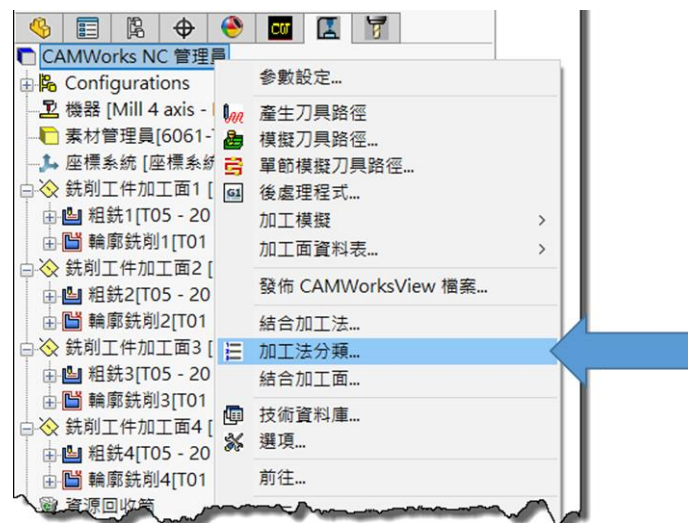 CAMWorks NC 管理員
Configurations
機器 [Mill 4 axis -
素材管理員[6061-
座標系統 [座標系統
銑削工件加工面1 [
粗銑1[T05 - 20
輪廓銑削1[T01
銑削工件加工面2 [
粗銑2[T05 - 20
輪廓銑削2[T01
銑削工件加工面3 [
粗銑3[T05 - 20
輪廓銑削3[T01
銑削工件加工面4 [
粗銑4[T05 - 20
輪廓銑削4[T01
資源回收筒
參數設定...
產生刀具路徑
模擬刀具路徑...
單節模擬刀具路徑...
G1 後處理程式...
加工模擬
加工面資料表...
發佈 CAMWorksView 檔案...
結合加工法...
加工法分類...
結合加工面...
技術資料庫...
選項...
前往...